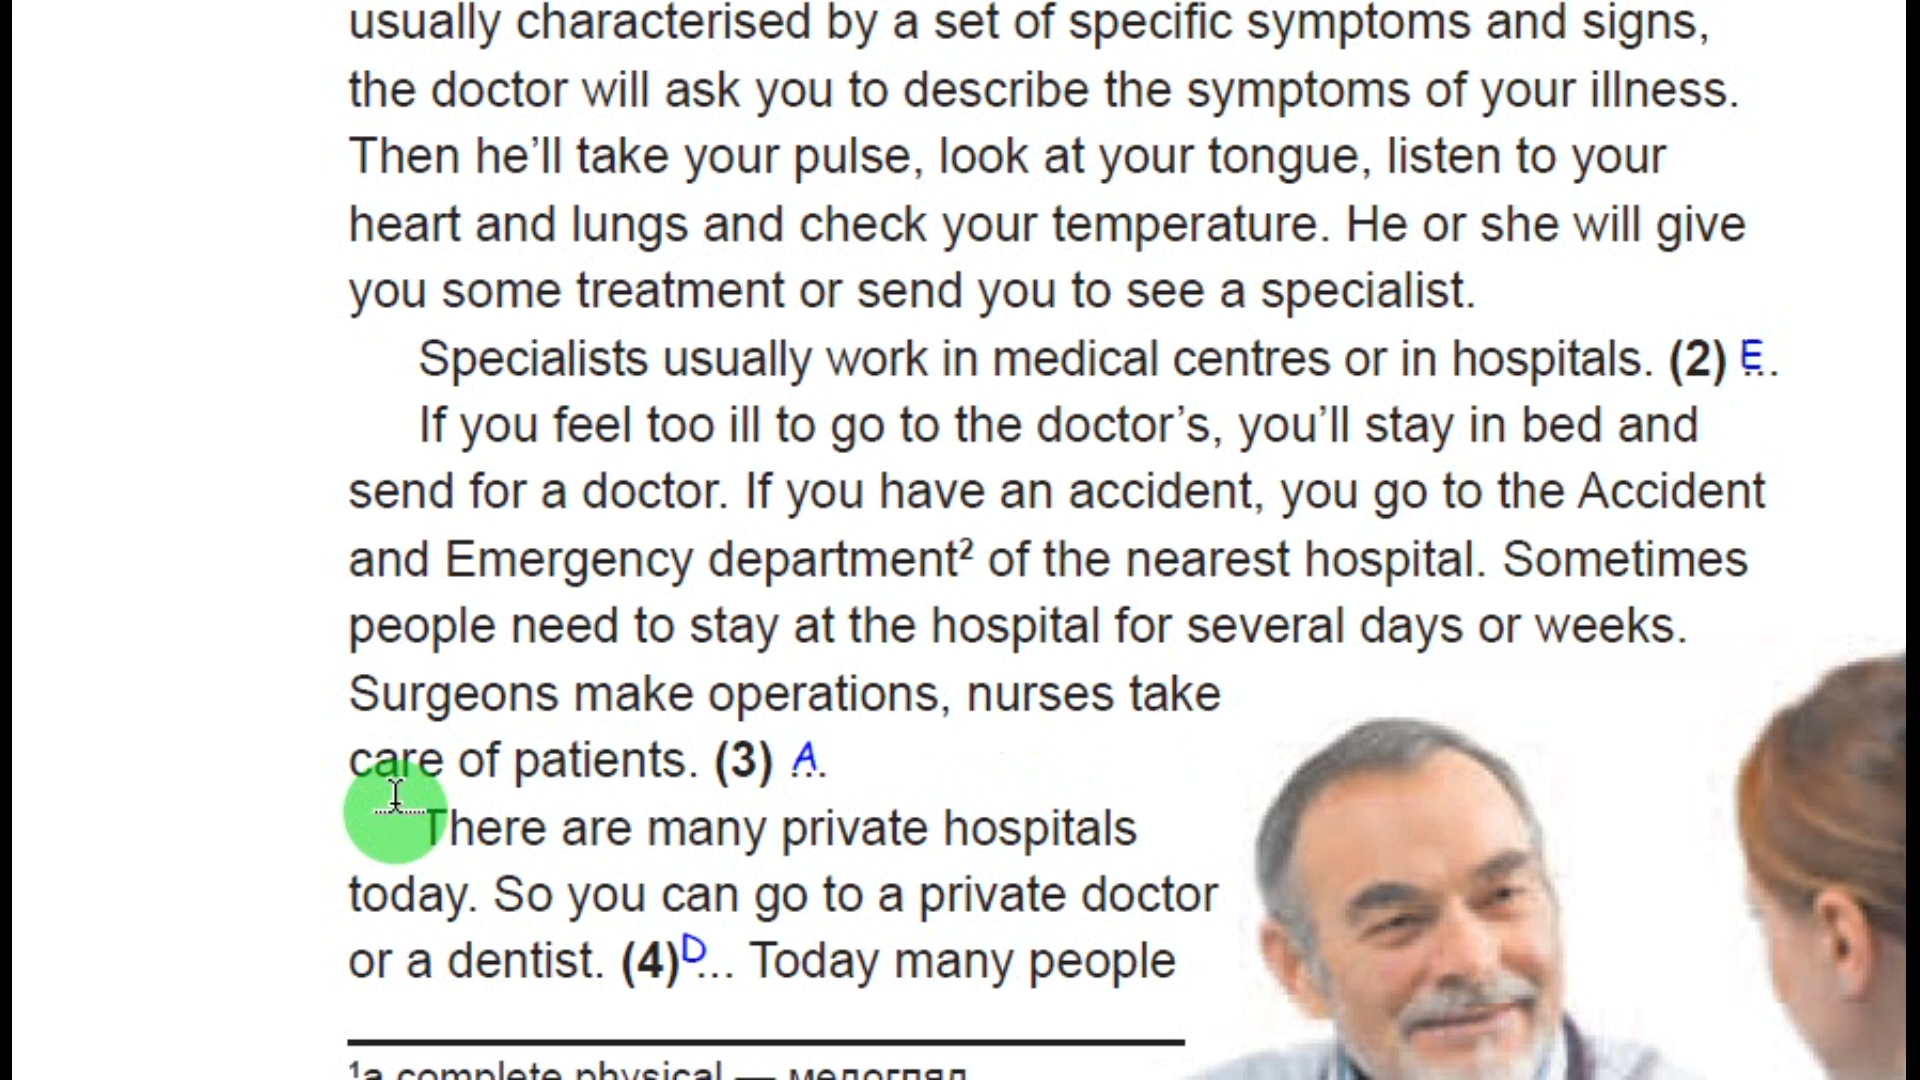 usually characterised by a set of specific symptoms and signs,
the doctor will ask you to describe the symptoms of your illness.
Then he’ll take your pulse, look at your tongue, listen to your
heart and lungs and check your temperature. He or she will give
you some treatment or send you to see a specialist.
Specialists usually work in medical centres or in hospitals. (2) E...
If you feel too ill to go to the doctor’s, you’ll stay in bed and
send for a doctor. If you have an accident, you go to the Accident
and Emergency department² of the nearest hospital. Sometimes
people need to stay at the hospital for several days or weeks.
Surgeons make operations, nurses take
care of patients. (3) A...
There are many private hospitals
today. So you can go to a private doctor
or a dentist. (4) D... Today many people
¹a complete physical — медогляд